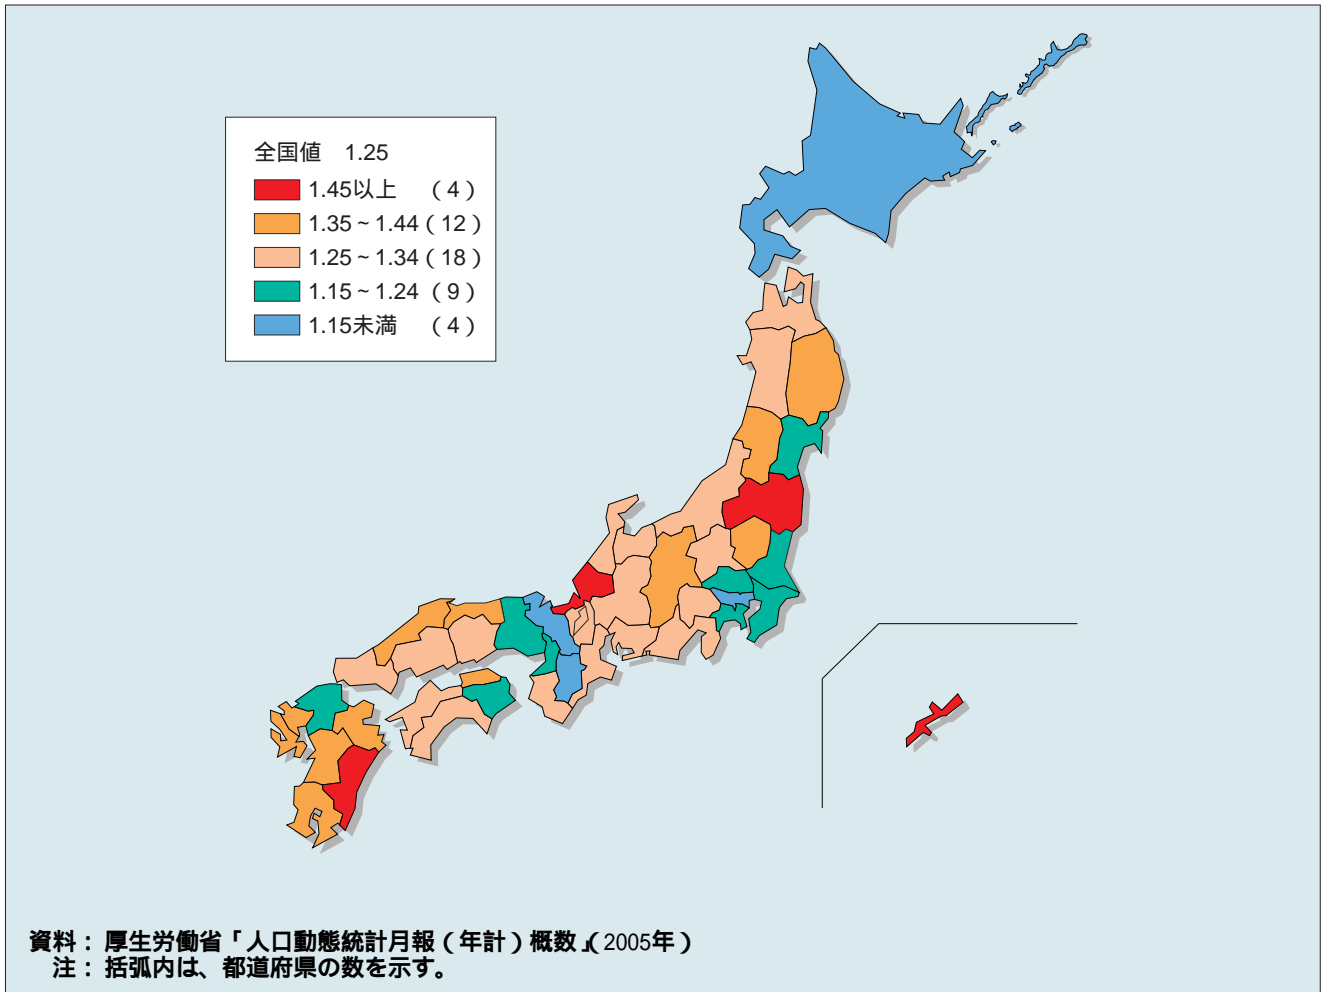 全国値　1.25
1.45以上　（4）
1.35～1.44（12）
1.25～1.34（18）
1.15～1.24（9）
1.15未満　（4）
資料：厚生労働省「人口動態統計月報（年計）概数」（2005年）
注：括弧内は、都道府県の数を示す。